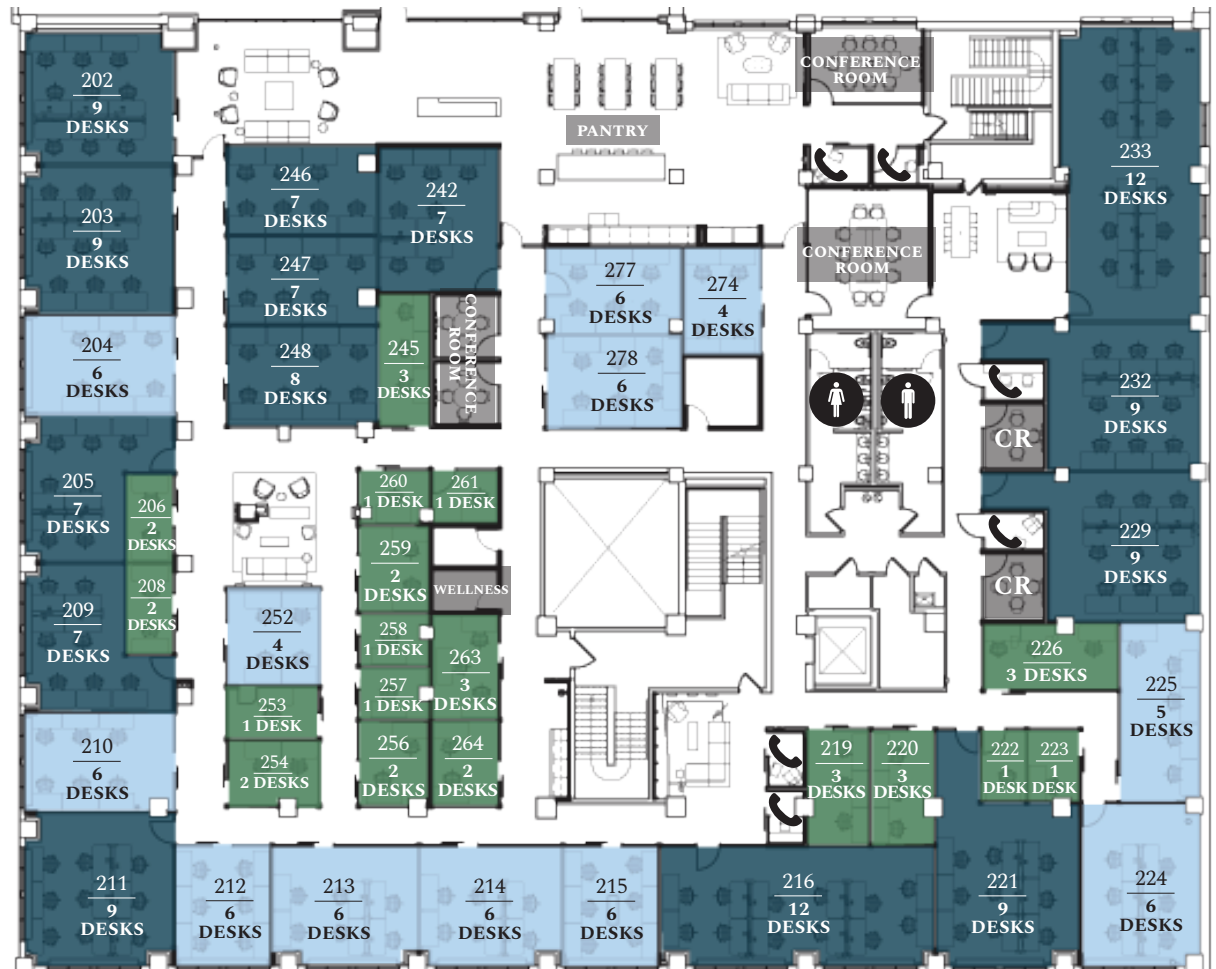 202
9
DESKS
203
9
DESKS
204
6
DESKS
205
7
DESKS
206
2
DESKS
208
2
DESKS
209
7
DESKS
210
6
DESKS
211
9
DESKS
246
7
DESKS
242
7
DESKS
247
7
DESKS
248
8
DESKS
245
3
DESKS
CONFERENCE
ROOM
PANTRY
277
6
DESKS
274
4
DESKS
278
6
DESKS
CONFERENCE
ROOM
CONFERENCE
ROOM
233
12
DESKS
232
9
DESKS
CR
229
9
DESKS
CR
226
3 DESKS
225
5
DESKS
260
1 DESK
261
1 DESK
259
2
DESKS
WELLNESS
258
1 DESK
263
3
DESKS
257
1 DESK
256
2
DESKS
264
2
DESKS
252
4
DESKS
253
1 DESK
254
2 DESKS
219
3
DESKS
220
3
DESKS
222
1
DESK
223
1
DESK
212
6
DESKS
213
6
DESKS
214
6
DESKS
215
6
DESKS
216
12
DESKS
221
9
DESKS
224
6
DESKS